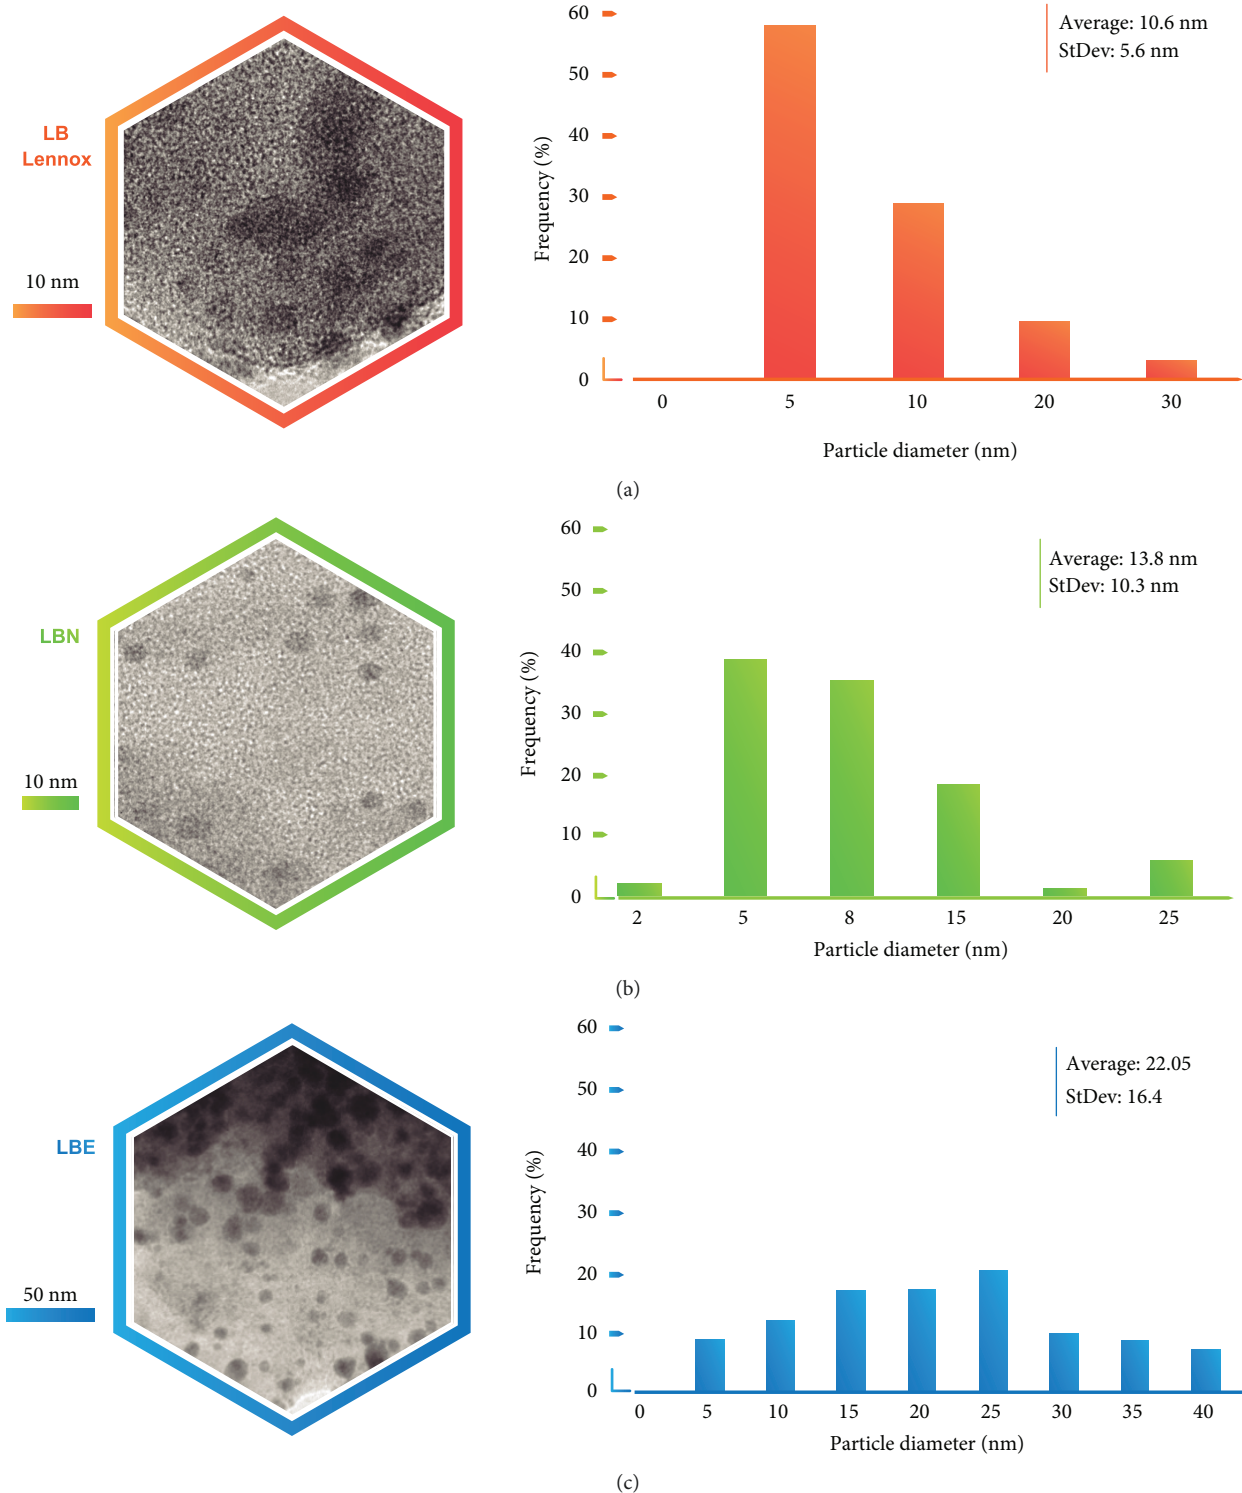 LB
Lennox
10 nm
60
50
40
30
20
10
0
Frequency (%)
Average: 10.6 nm
StDev: 5.6 nm
0 5 10 20 30
Particle diameter (nm)
(a)
LBN
10 nm
60
50
40
30
20
10
0
Frequency (%)
Average: 13.8 nm
StDev: 10.3 nm
2 5 8 15 20 25
Particle diameter (nm)
(b)
LBE
50 nm
60
50
40
30
20
10
0
Frequency (%)
Average: 22.05
StDev: 16.4
0 5 10 15 20 25 30 35 40
Particle diameter (nm)
(c)